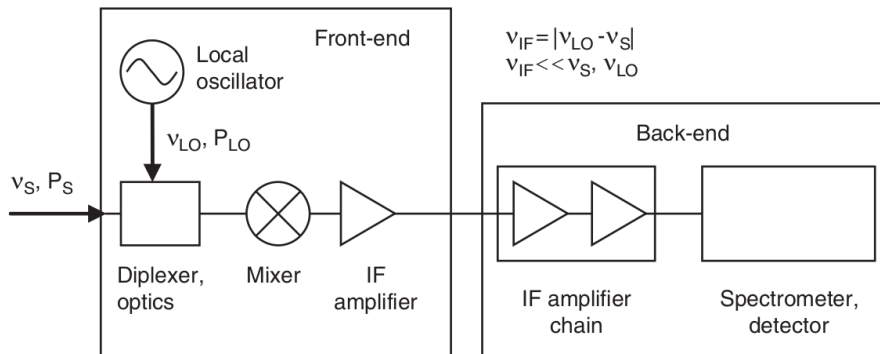 Front-end
Local
oscillator
ν_LO, P_LO
ν_S, P_S
Diplexer,
optics
Mixer
IF
amplifier
ν_IF=|ν_LO -ν_S|
ν_IF<<ν_S, ν_LO
Back-end
IF amplifier
chain
Spectrometer,
detector